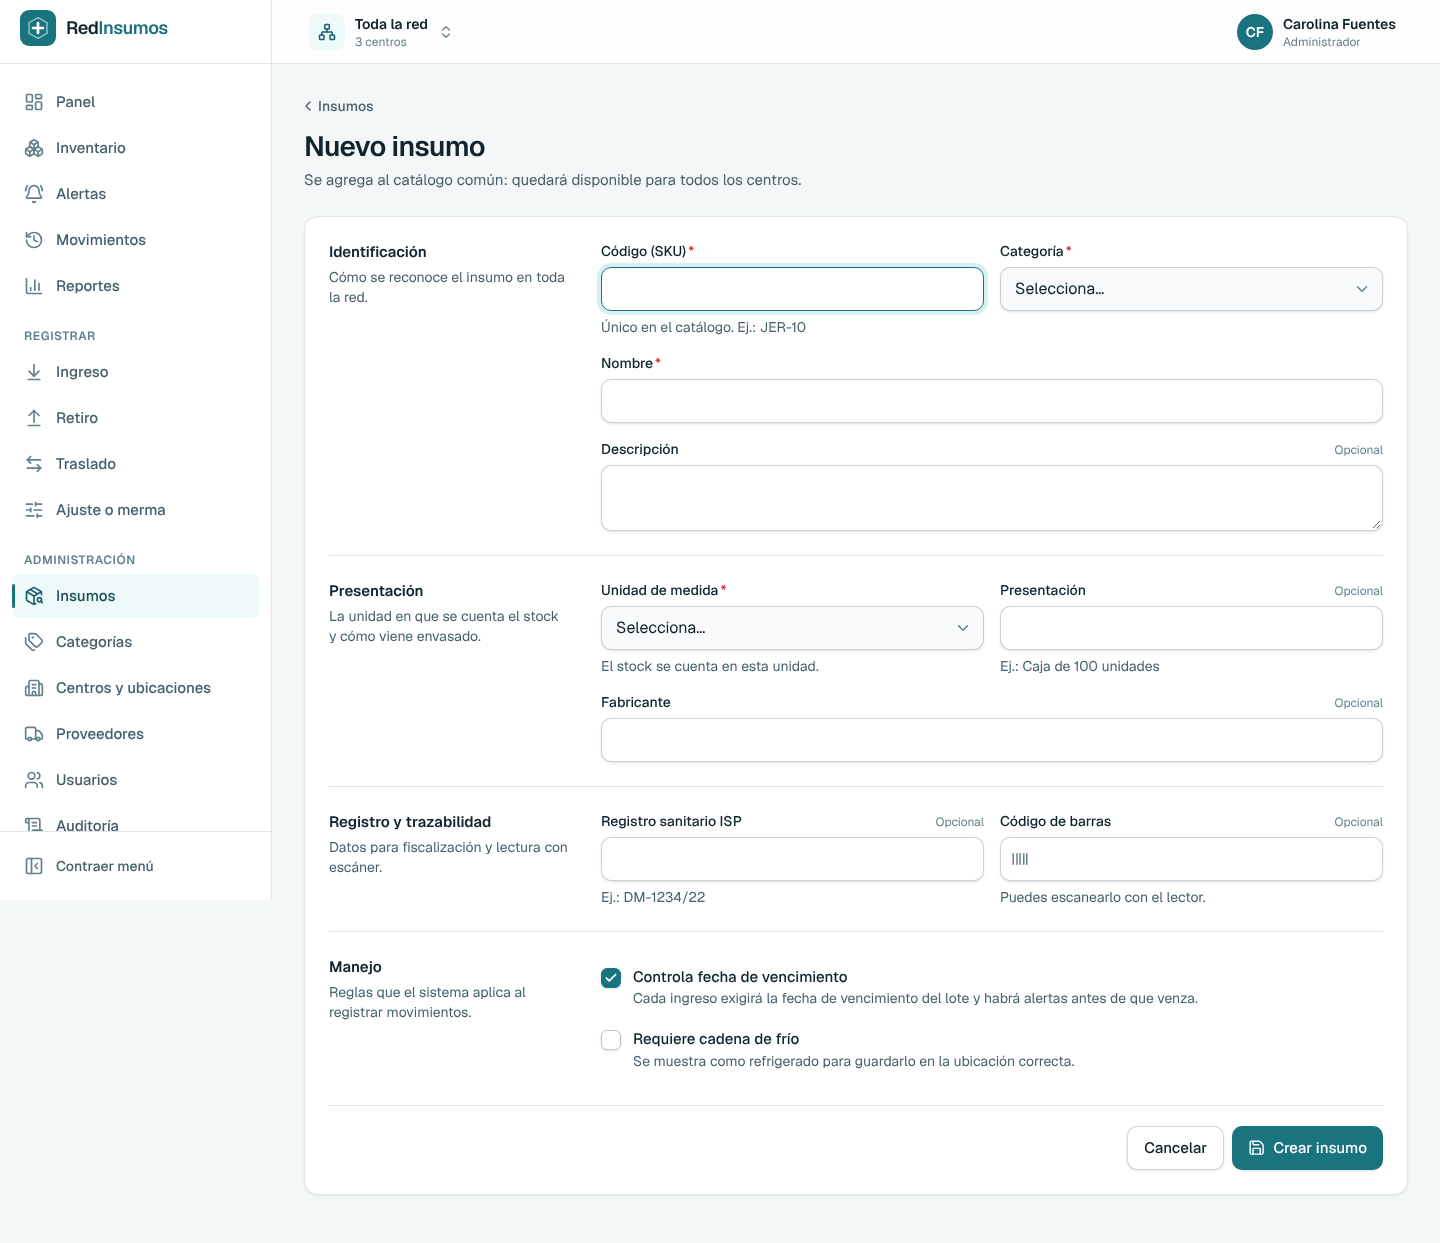 RedInsumos
Toda la red
3 centros
CF
Carolina Fuentes
Administrador
Panel
Inventario
Alertas
Movimientos
Reportes
REGISTRAR
Ingreso
Retiro
Traslado
Ajuste o merma
ADMINISTRACIÓN
Insumos
Categorías
Centros y ubicaciones
Proveedores
Usuarios
Auditoría
Contraer menú
Insumos
Nuevo insumo
Se agrega al catálogo común: quedará disponible para todos los centros.
Identificación
Cómo se reconoce el insumo en toda
la red.
Código (SKU)*
Categoría*
Selecciona...
Único en el catálogo. Ej.: JER-10
Nombre*
Descripción
Opcional
Presentación
La unidad en que se cuenta el stock
y cómo viene envasado.
Unidad de medida*
Selecciona...
El stock se cuenta en esta unidad.
Presentación
Opcional
Ej.: Caja de 100 unidades
Fabricante
Opcional
Registro y trazabilidad
Datos para fiscalización y lectura con
escáner.
Registro sanitario ISP
Opcional
Ej.: DM-1234/22
Código de barras
Opcional
Puedes escanearlo con el lector.
Manejo
Reglas que el sistema aplica al
registrar movimientos.
Controla fecha de vencimiento
Cada ingreso exigirá la fecha de vencimiento del lote y habrá alertas antes de que venza.
Requiere cadena de frío
Se muestra como refrigerado para guardarlo en la ubicación correcta.
Cancelar
Crear insumo